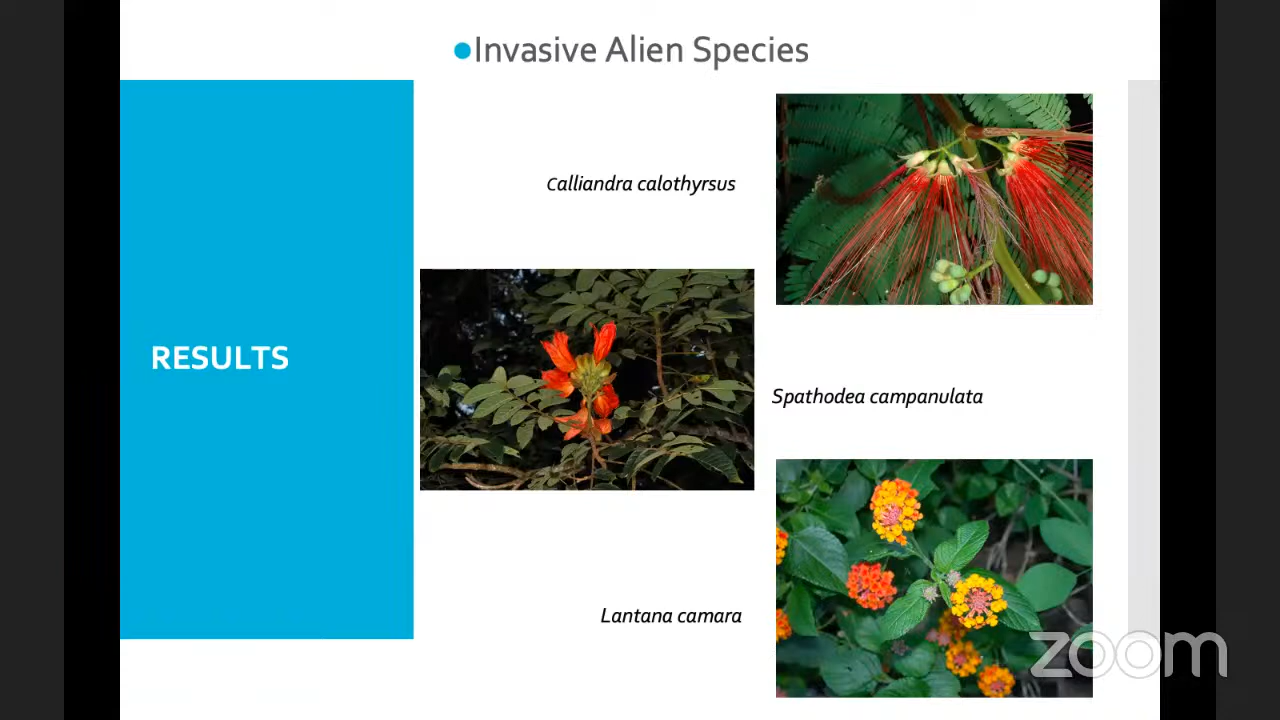 Invasive Alien Species
Calliandra calothyrsus
RESULTS
Spathodea campanulata
Lantana camara
zoom